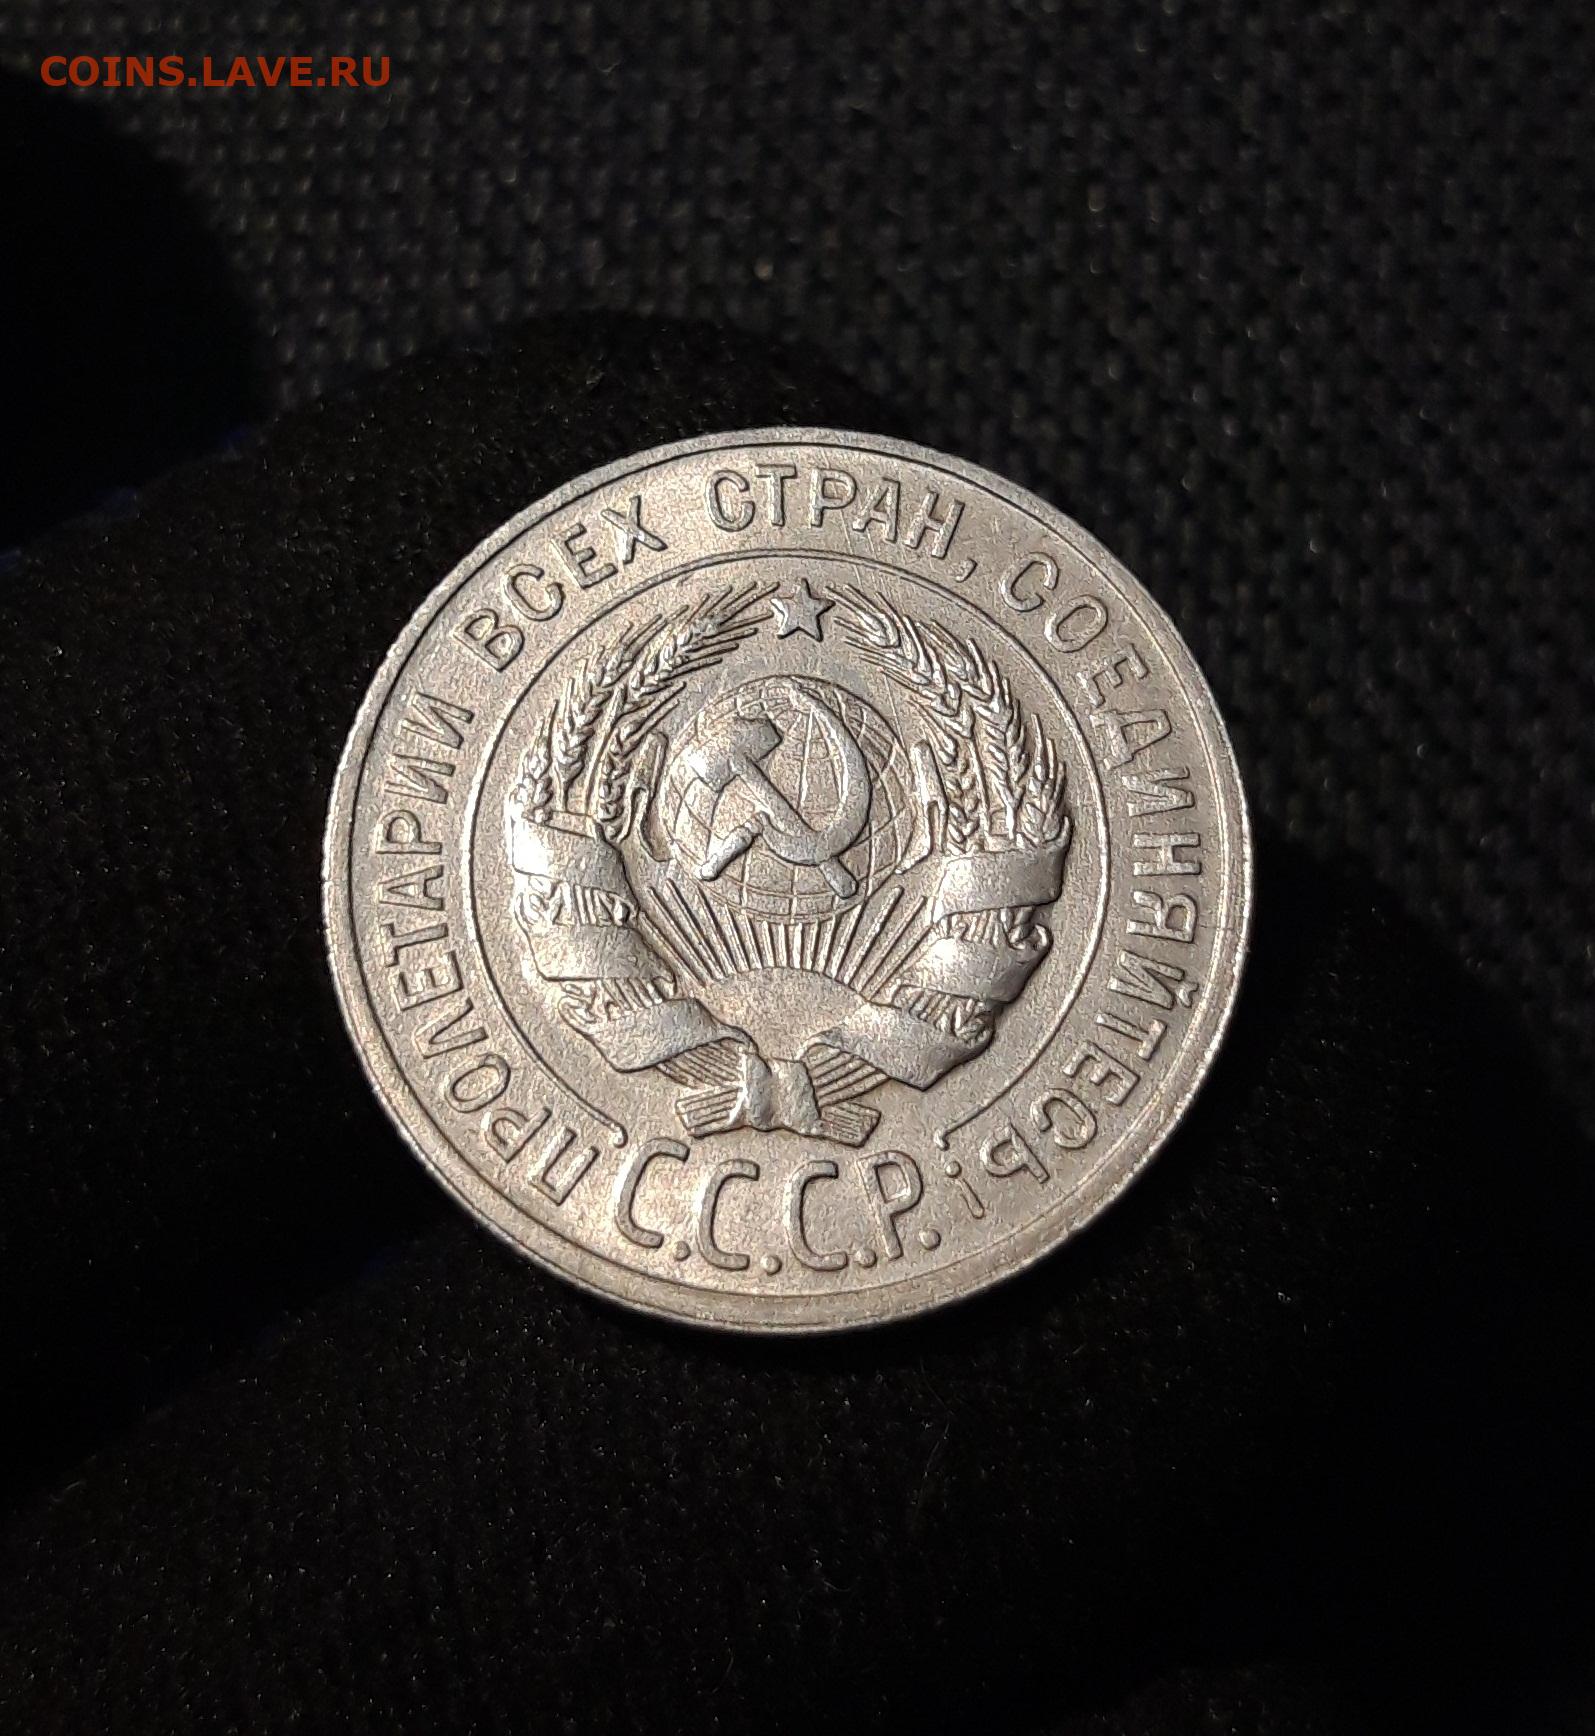 COINS.LAVE.RU
ПРОЛЕТАРИИ ВСЕХ СТРАН, СОЕДИНЯЙТЕСЬ!
С.С.С.Р.